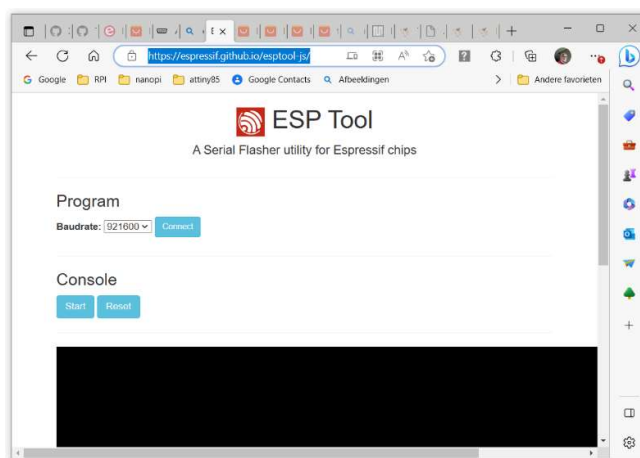 https://espressif.github.io/esptool-js/
Google RPI nanopi attiny85 Google Contacts Afbeeldingen Andere favorieten
ESP Tool
A Serial Flasher utility for Espressif chips
Program
Baudrate: 921600 Connect
Console
Start Reset